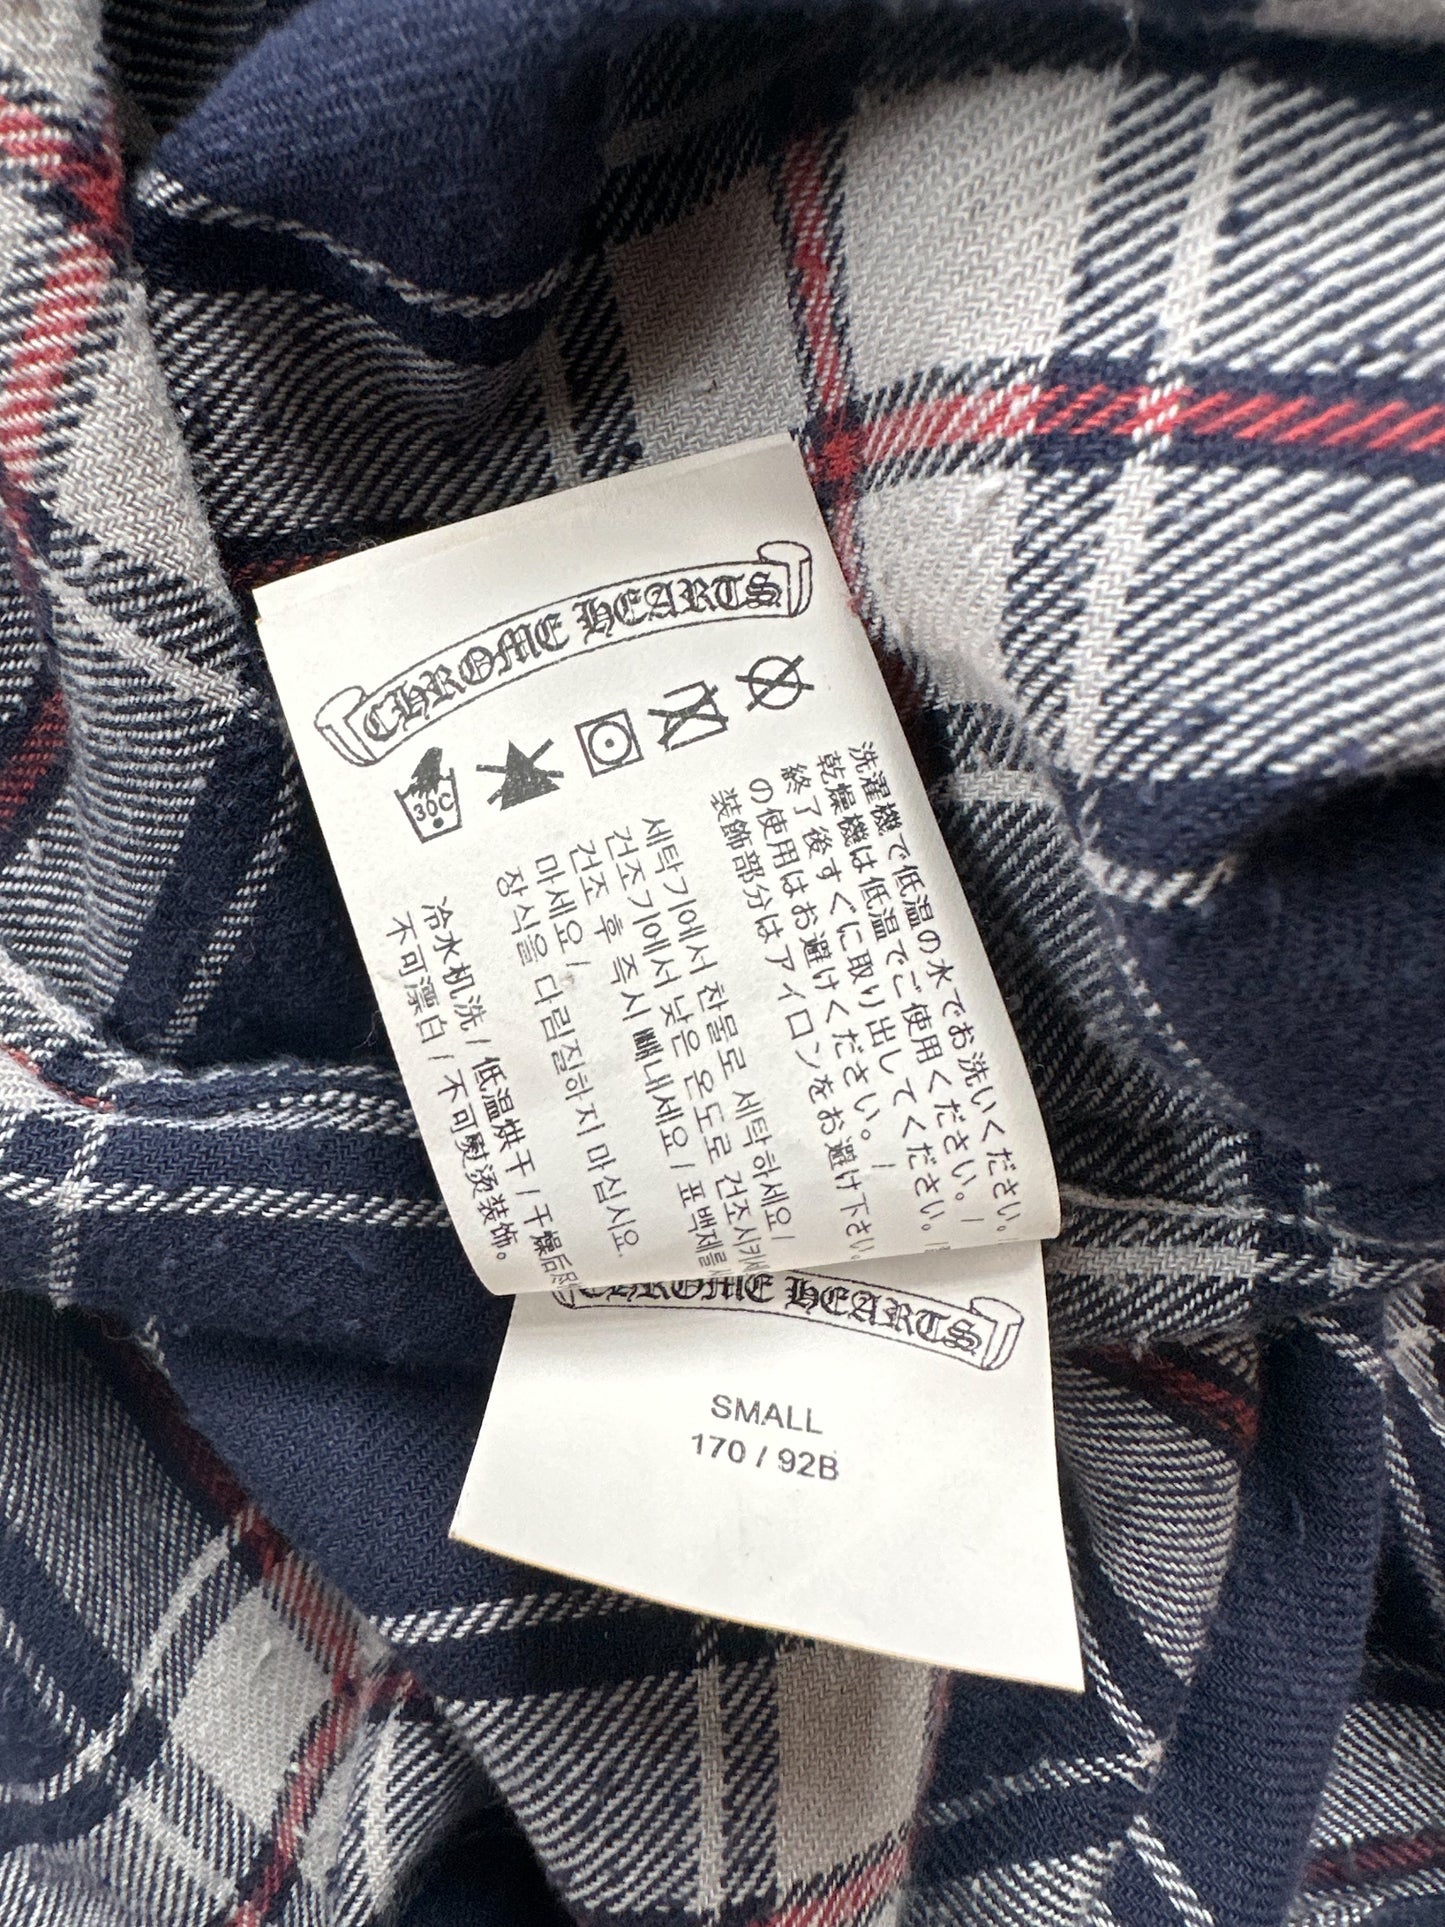 CHROME HEARTS
30C
洗濯機で低温の水でお洗いください。/
乾燥機は低温でご使用ください。/
終了後すぐに取り出してください。/
の使用はお避けください。/
装飾部分はアイロンをお避け下さい。
세탁기에서 찬물로 세탁하세요/
건조기에서 낮은 온도로 건조시키세
건조 후 즉시 빼내세요/표백제를
마세요/
장식을 다림질하지 마십시오.
冷水机洗/低温烘干/干燥后
不可漂白/不可熨烫装饰。
CHROME HEARTS
SMALL
170 / 92B